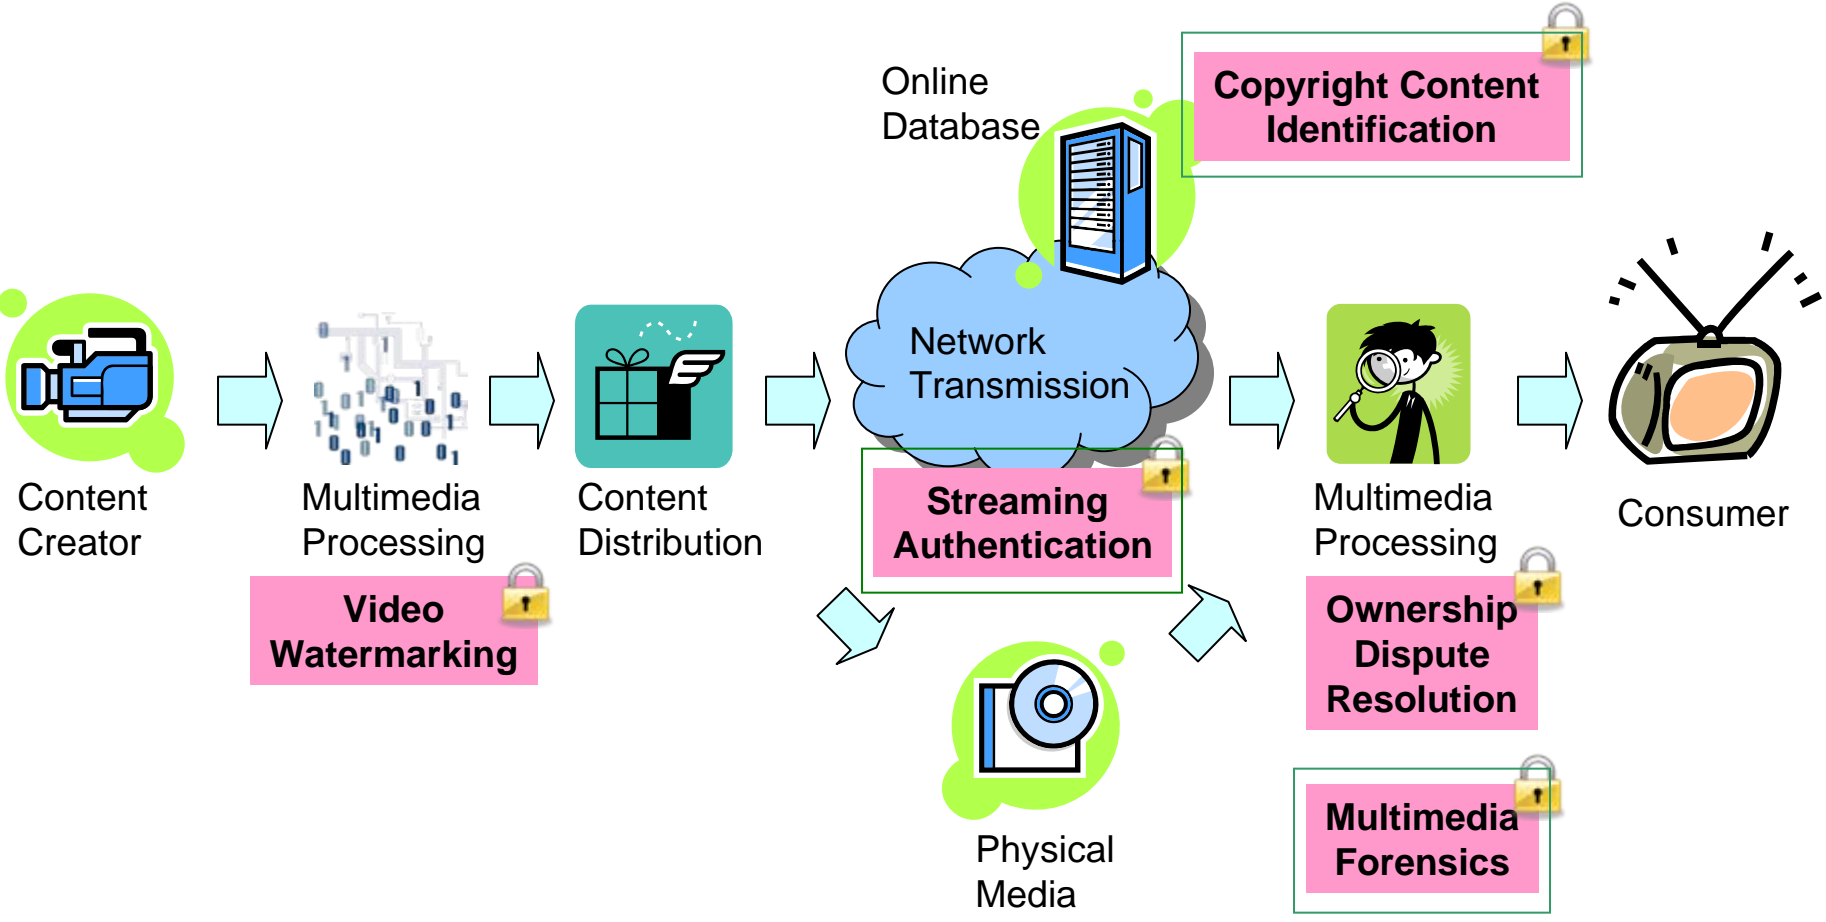 Online
Database
Copyright Content
Identification
Network
Transmission
Content
Creator
Multimedia
Processing
Content
Distribution
Streaming
Authentication
Multimedia
Processing
Consumer
Video
Watermarking
Ownership
Dispute
Resolution
Physical
Media
Multimedia
Forensics